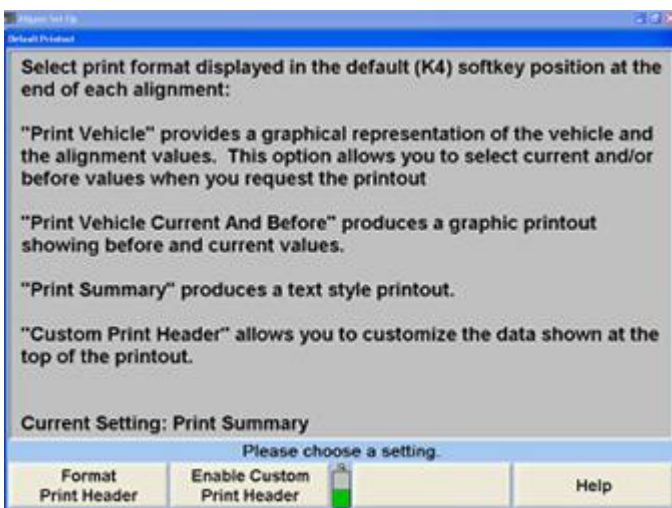 Aligner Set Up
Default Printout
Select print format displayed in the default (K4) softkey position at the
end of each alignment:
"Print Vehicle" provides a graphical representation of the vehicle and
the alignment values. This option allows you to select current and/or
before values when you request the printout
"Print Vehicle Current And Before" produces a graphic printout
showing before and current values.
"Print Summary" produces a text style printout.
"Custom Print Header" allows you to customize the data shown at the
top of the printout.
Current Setting: Print Summary
Please choose a setting.
Format
Print Header
Enable Custom
Print Header
Help